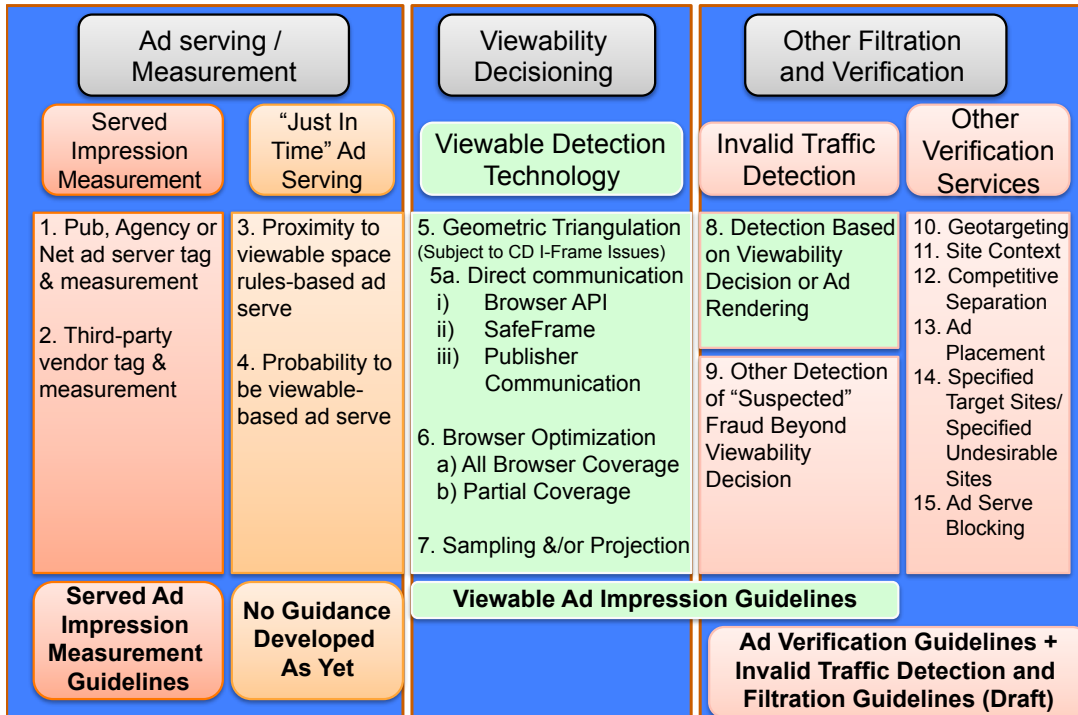 Ad serving /
Measurement
Viewability
Decisioning
Other Filtration
and Verification
Served
Impression
Measurement
“Just In
Time” Ad
Serving
Viewable Detection
Technology
Invalid Traffic
Detection
Other
Verification
Services
1. Pub, Agency or
Net ad server tag
& measurement
2. Third-party
vendor tag &
measurement
3. Proximity to
viewable space
rules-based ad
serve
4. Probability to
be viewable-
based ad serve
5. Geometric Triangulation
(Subject to CD I-Frame Issues)
5a. Direct communication
i) Browser API
ii) SafeFrame
iii) Publisher
Communication
6. Browser Optimization
a) All Browser Coverage
b) Partial Coverage
7. Sampling &/or Projection
8. Detection Based
on Viewability
Decision or Ad
Rendering
9. Other Detection
of “Suspected”
Fraud Beyond
Viewability
Decision
10. Geotargeting
11. Site Context
12. Competitive
Separation
13. Ad
Placement
14. Specified
Target Sites/
Specified
Undesirable
Sites
15. Ad Serve
Blocking
Served Ad
Impression
Measurement
Guidelines
No Guidance
Developed
As Yet
Viewable Ad Impression Guidelines
Ad Verification Guidelines +
Invalid Traffic Detection and
Filtration Guidelines (Draft)